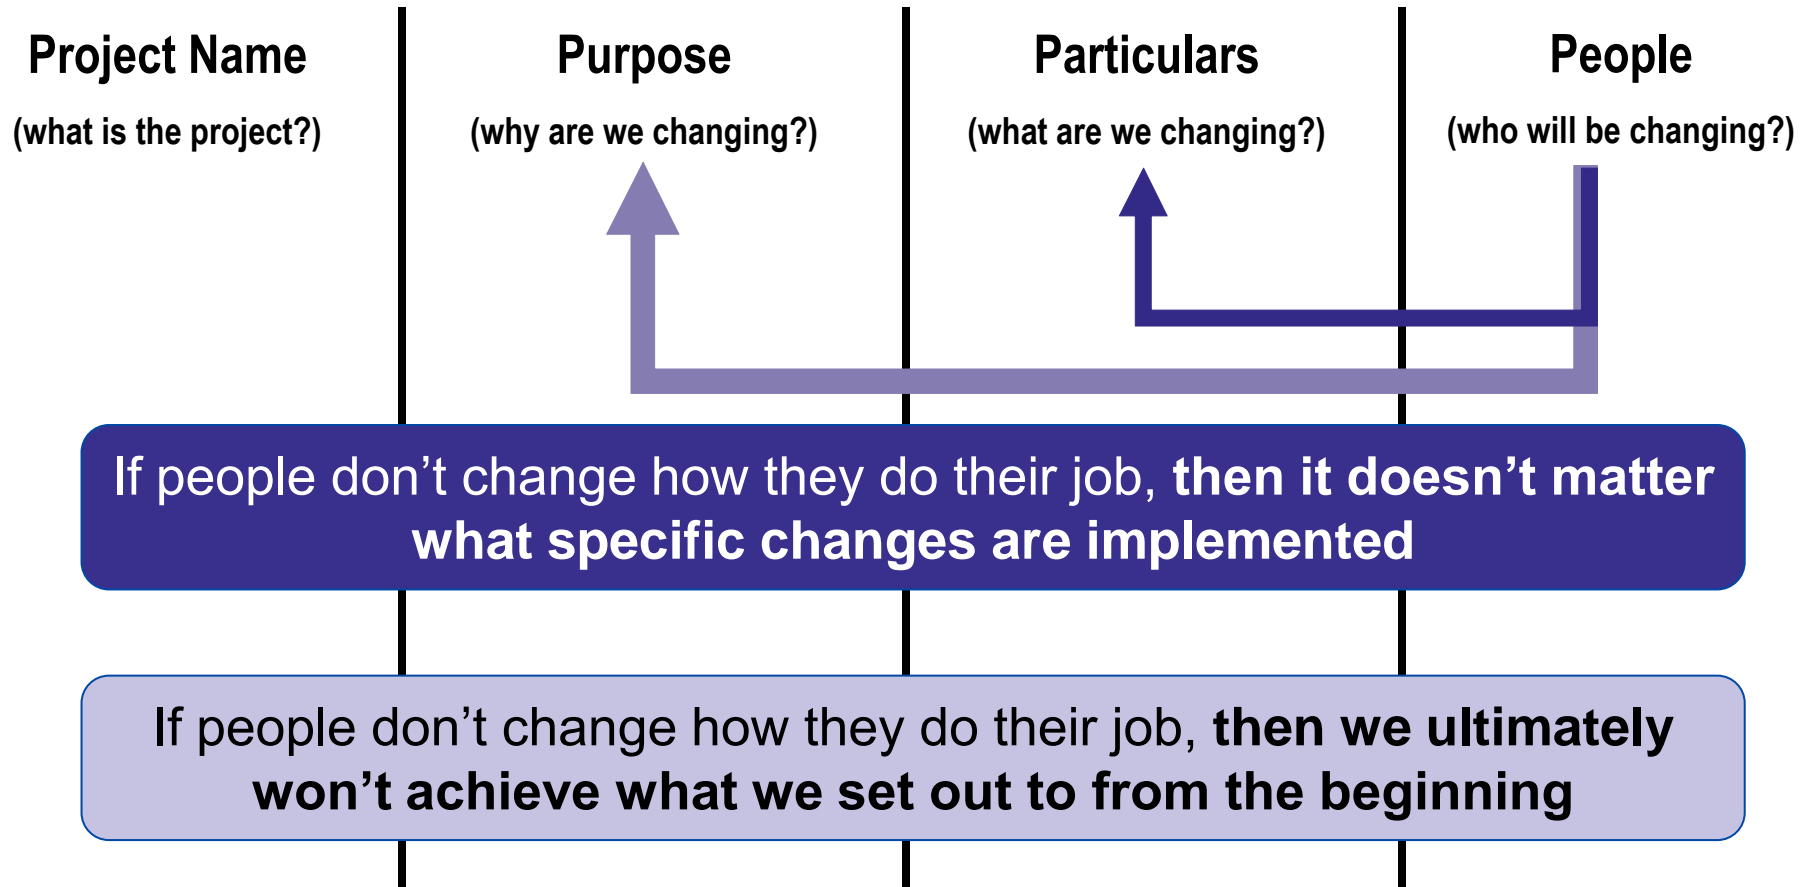 Project Name
(what is the project?)
Purpose
(why are we changing?)
Particulars
(what are we changing?)
People
(who will be changing?)
If people don’t change how they do their job, then it doesn’t matter
what specific changes are implemented
If people don’t change how they do their job, then we ultimately
won’t achieve what we set out to from the beginning